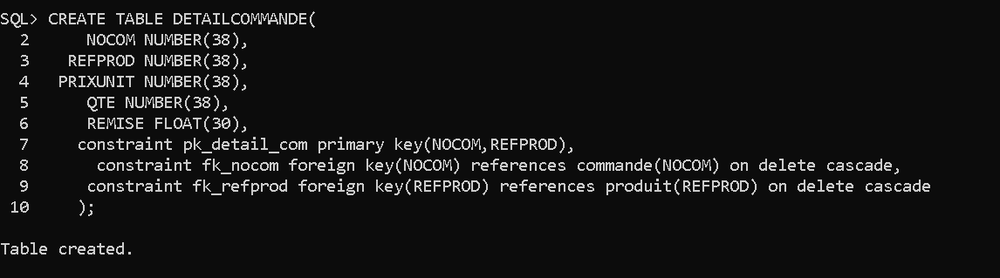 SQL> CREATE TABLE DETAILCOMMANDE(
  2      NOCOM NUMBER(38),
  3    REFPROD NUMBER(38),
  4   PRIXUNIT NUMBER(38),
  5      QTE NUMBER(38),
  6      REMISE FLOAT(30),
  7     constraint pk_detail_com primary key(NOCOM,REFPROD),
  8       constraint fk_nocom foreign key(NOCOM) references commande(NOCOM) on delete cascade,
  9      constraint fk_refprod foreign key(REFPROD) references produit(REFPROD) on delete cascade
 10     );
Table created.